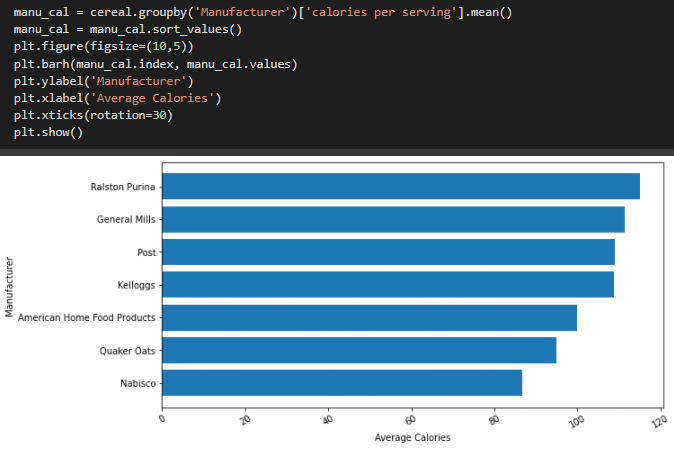 manu_cal = cereal.groupby('Manufacturer')['calories per serving'].mean()
manu_cal = manu_cal.sort_values()
plt.figure(figsize=(10,5))
plt.barh(manu_cal.index, manu_cal.values)
plt.ylabel('Manufacturer')
plt.xlabel('Average Calories')
plt.xticks(rotation=30)
plt.show()
Ralston Purina
General Mills
Post
Kelloggs
American Home Food Products
Quaker Oats
Nabisco
Manufacturer
0 20 40 60 80 100 120
Average Calories